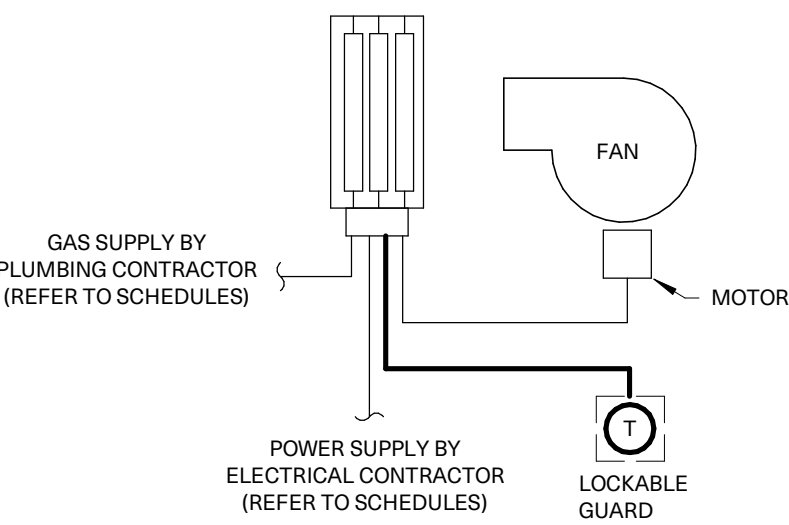 FAN
GAS SUPPLY BY
PLUMBING CONTRACTOR
(REFER TO SCHEDULES)
MOTOR
T
POWER SUPPLY BY
ELECTRICAL CONTRACTOR
(REFER TO SCHEDULES)
LOCKABLE
GUARD